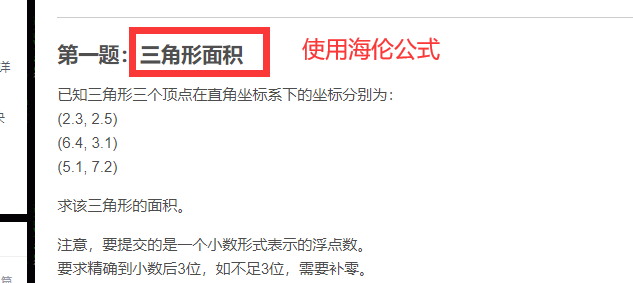 第一题：三角形面积
使用海伦公式
已知三角形三个顶点在直角坐标系下的坐标分别为：
(2.3, 2.5)
(6.4, 3.1)
(5.1, 7.2)
求该三角形的面积。
注意，要提交的是一个小数形式表示的浮点数。
要求精确到小数后3位，如不足3位，需要补零。
详